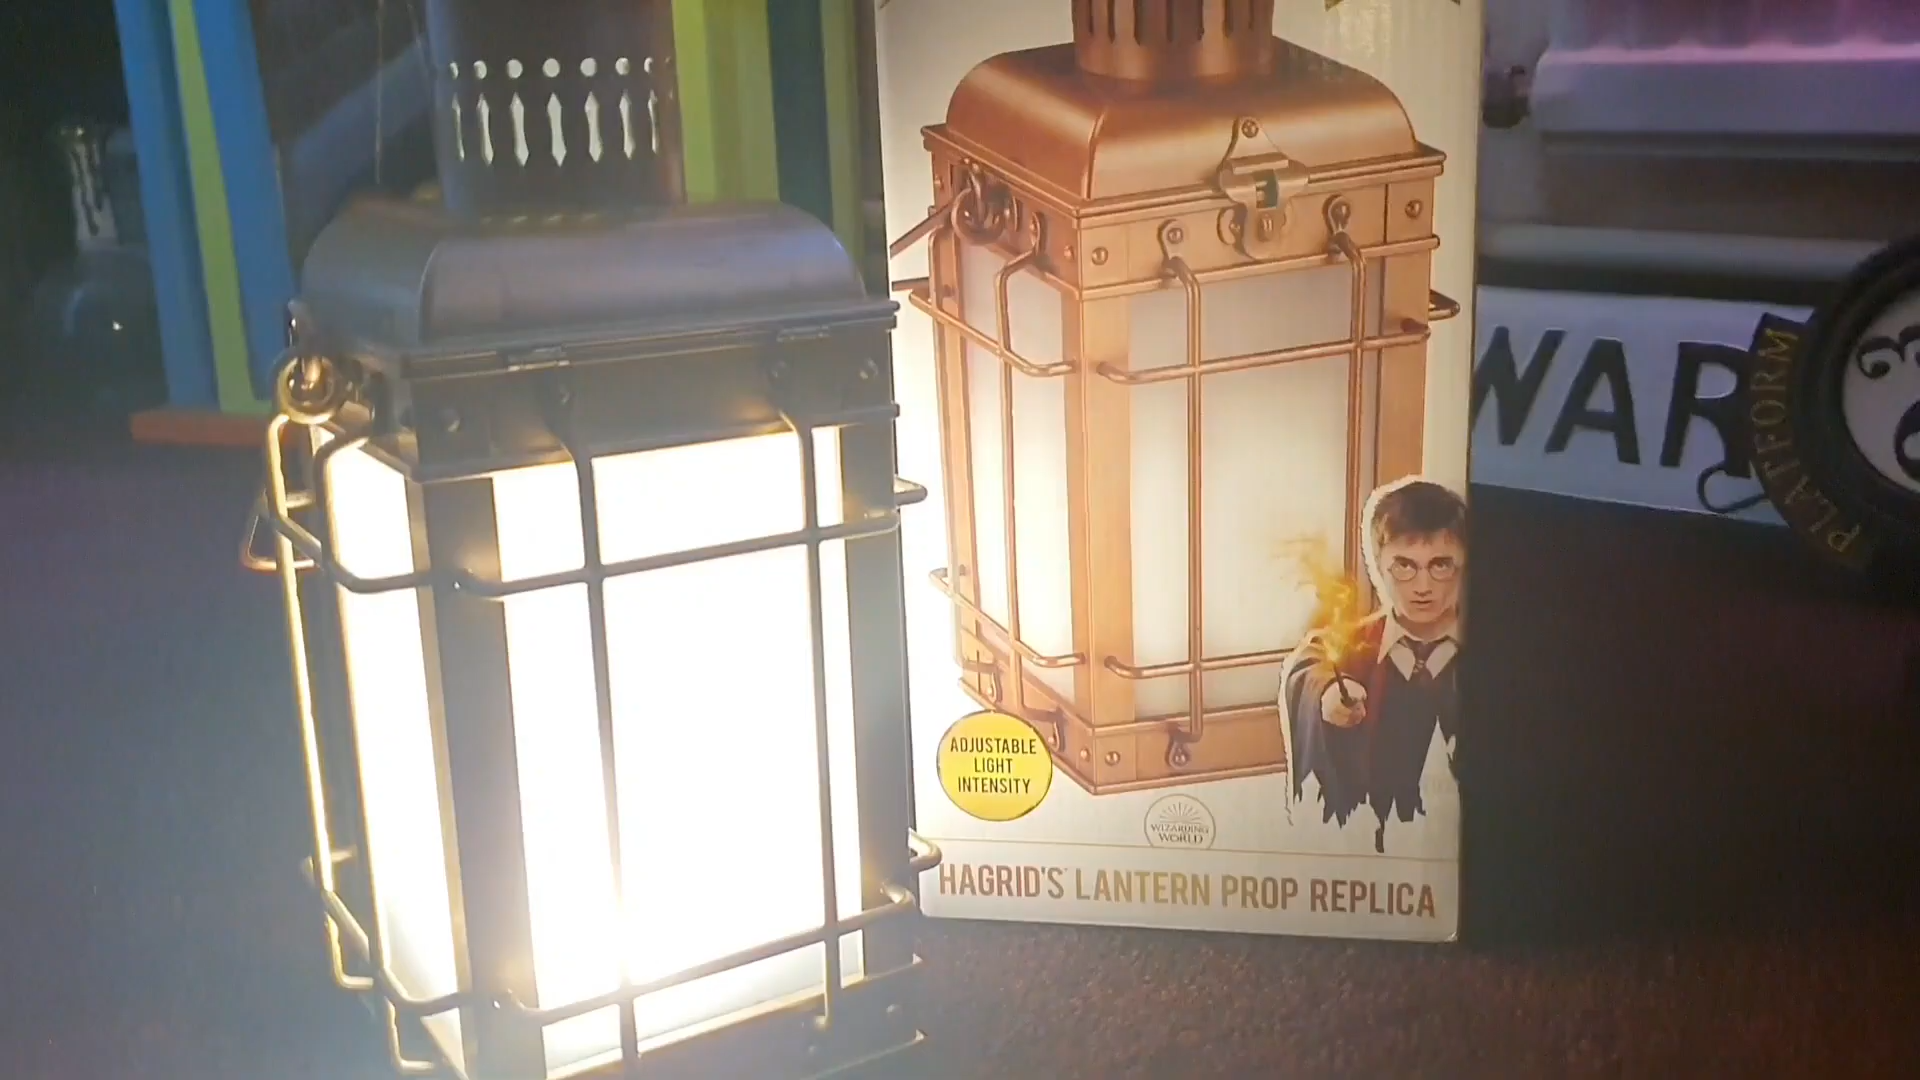 ADJUSTABLE
LIGHT
INTENSITY
WIZARDING
WORLD
HAGRID'S LANTERN PROP REPLICA
WAR
PLATFORM